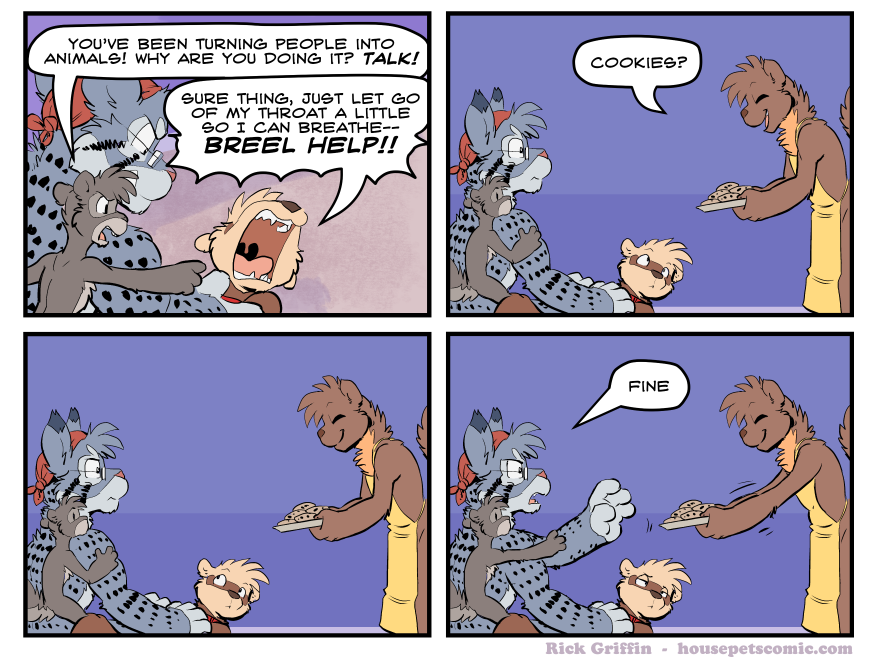 YOU'VE BEEN TURNING PEOPLE INTO
ANIMALS! WHY ARE YOU DOING IT? TALK!
SURE THING, JUST LET GO
OF MY THROAT A LITTLE
SO I CAN BREATHE--
BREEL HELP!!
COOKIES?
FINE
Rick Griffin - housepetscomic.com